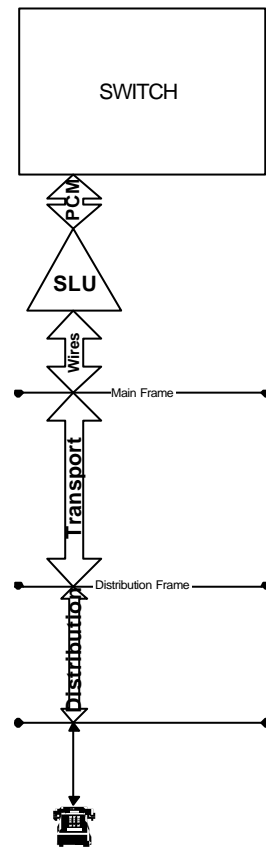 SWITCH
PCM
SLU
Wires
Main Frame
Transport
Distribution Frame
Distribution